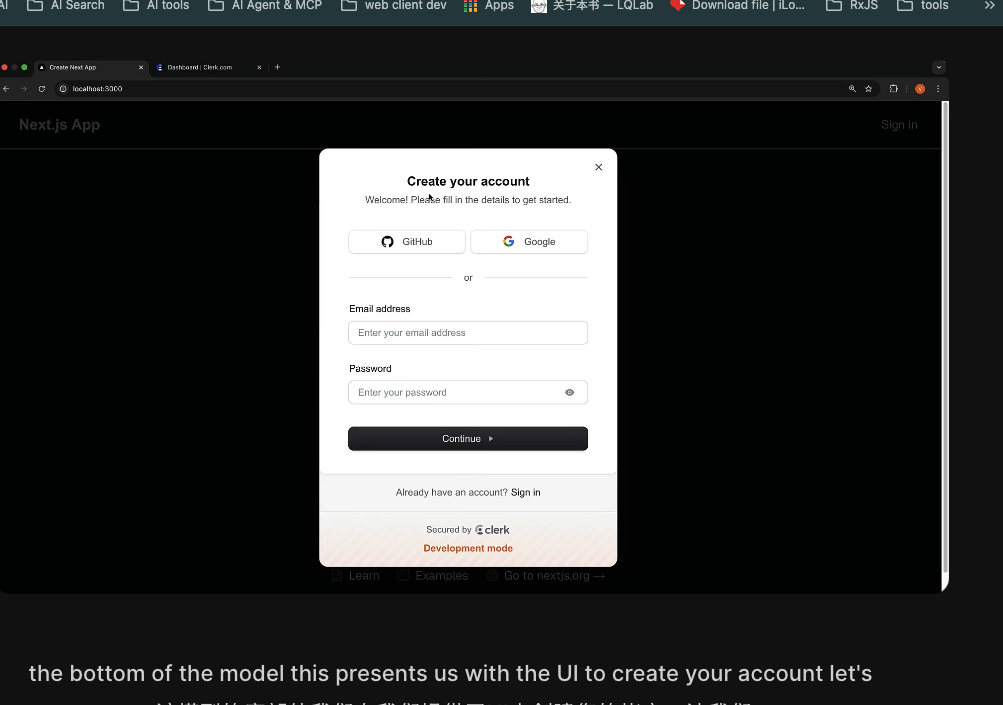 AI AI Search AI tools AI Agent & MCP web client dev Apps 关于本书 — LQLab Download file | iLo... RxJS tools »
Create Next App Dashboard | Clerk.com
localhost:3000
Next.js App Sign in
Create your account
Welcome! Please fill in the details to get started.
GitHub Google
or
Email address
Enter your email address
Password
Enter your password
Continue
Already have an account? Sign in
Secured by clerk
Development mode
Learn Examples Go to nextjs.org →
the bottom of the model this presents us with the UI to create your account let's